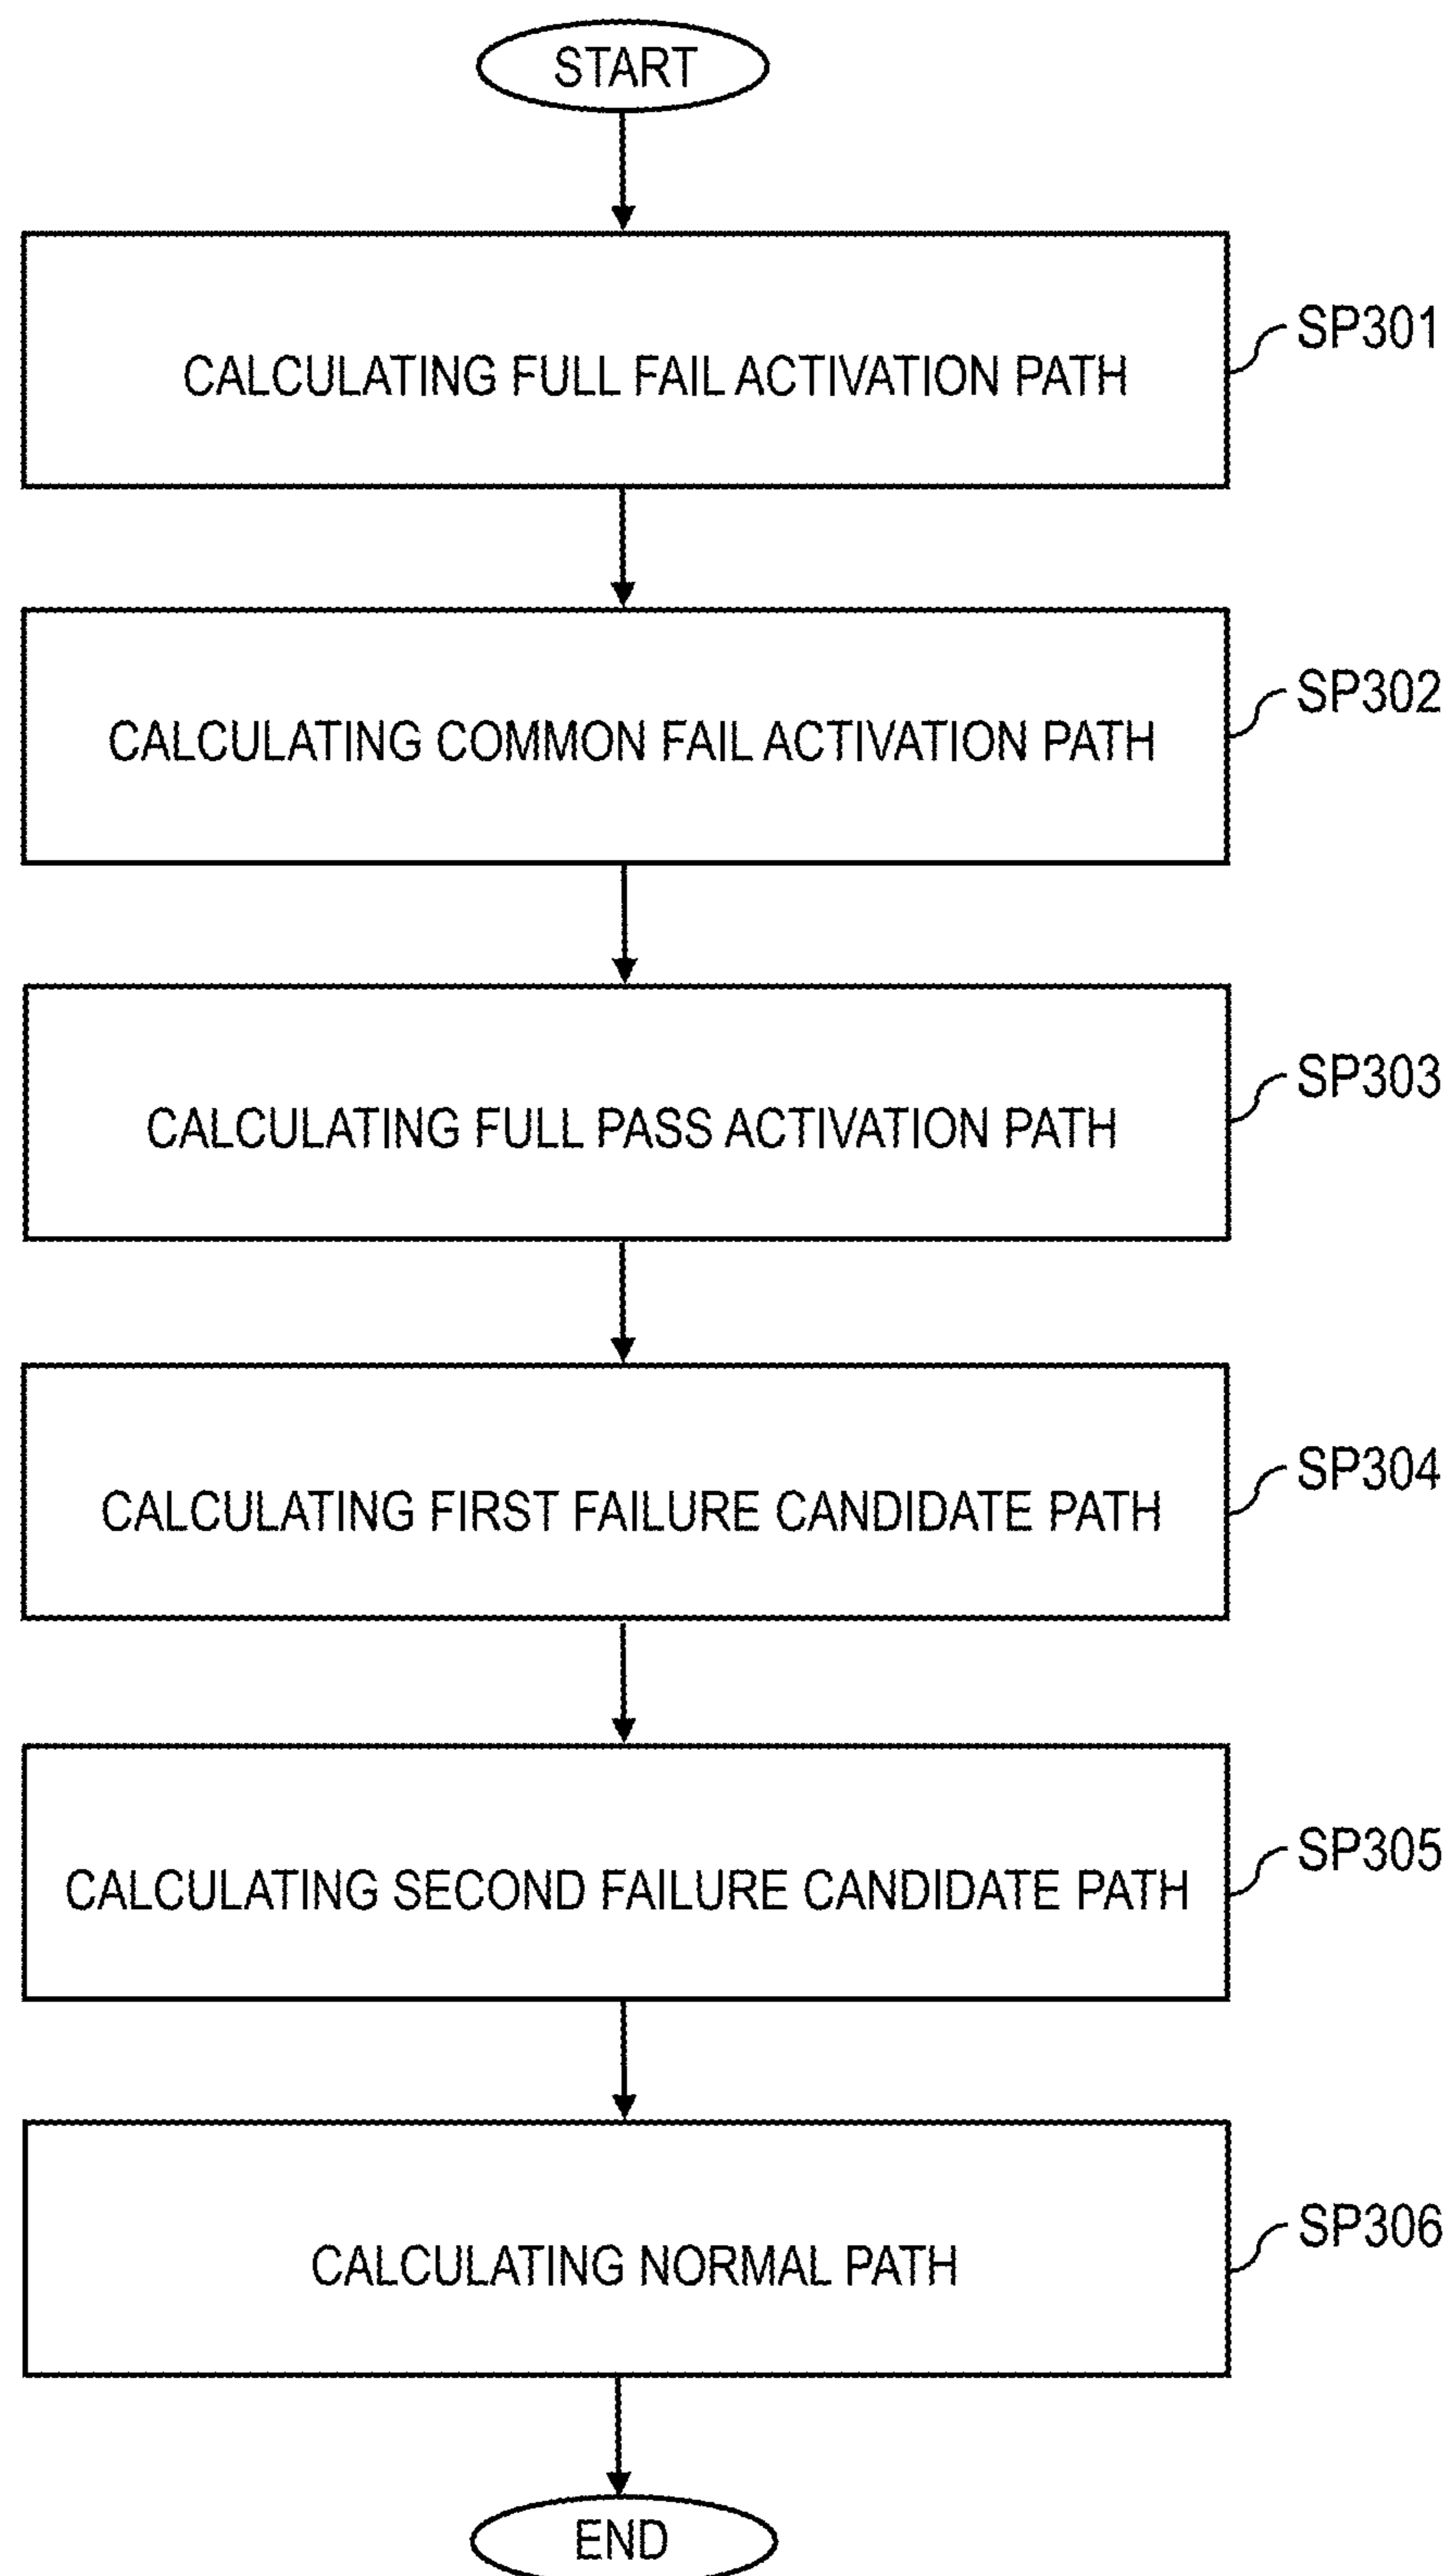 START
CALCULATING FULL FAIL ACTIVATION PATH
SP301
CALCULATING COMMON FAIL ACTIVATION PATH
SP302
CALCULATING FULL PASS ACTIVATION PATH
SP303
CALCULATING FIRST FAILURE CANDIDATE PATH
SP304
CALCULATING SECOND FAILURE CANDIDATE PATH
SP305
CALCULATING NORMAL PATH
SP306
END